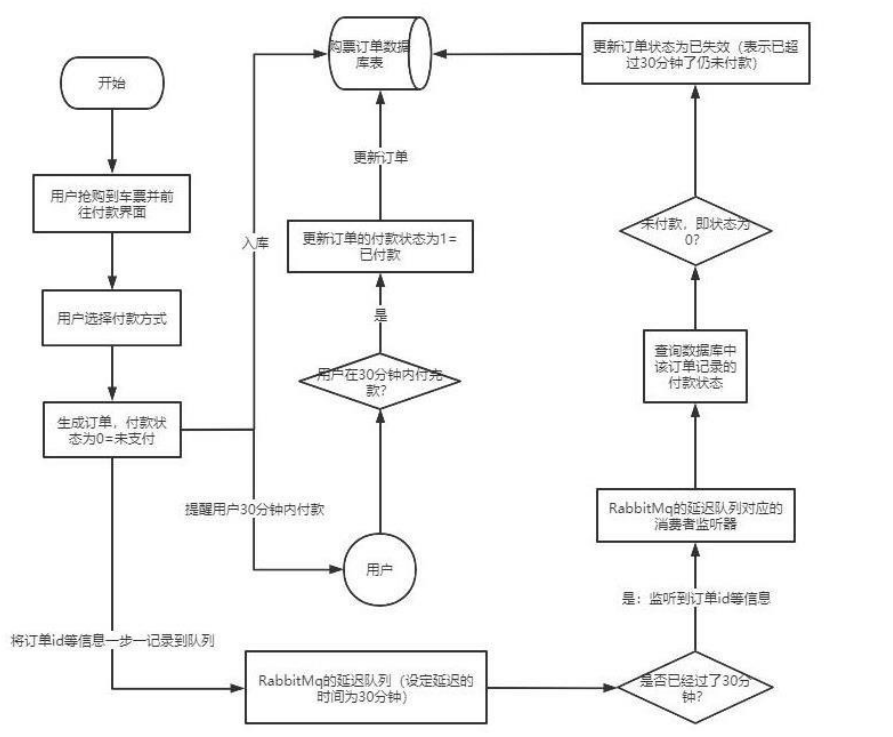 开始
用户抢购到车票并前
往付款界面
用户选择付款方式
生成订单，付款状
态为0=未支付
将订单id等信息一步一记录到队列
入库
提醒用户30分钟内付款
购票订单数据
库表
更新订单
更新订单的付款状态为1=
已付款
是
用户在30分钟内付完
款？
用户
RabbitMq的延迟队列（设定延迟的
时间为30分钟）
更新订单状态为已失效（表示已超
过30分钟了仍未付款）
未付款，即状态为
0？
查询数据库中
该订单记录的
付款状态
RabbitMq的延迟队列对应的
消费者监听器
是：监听到订单id等信息
是否已经过了30分
钟？